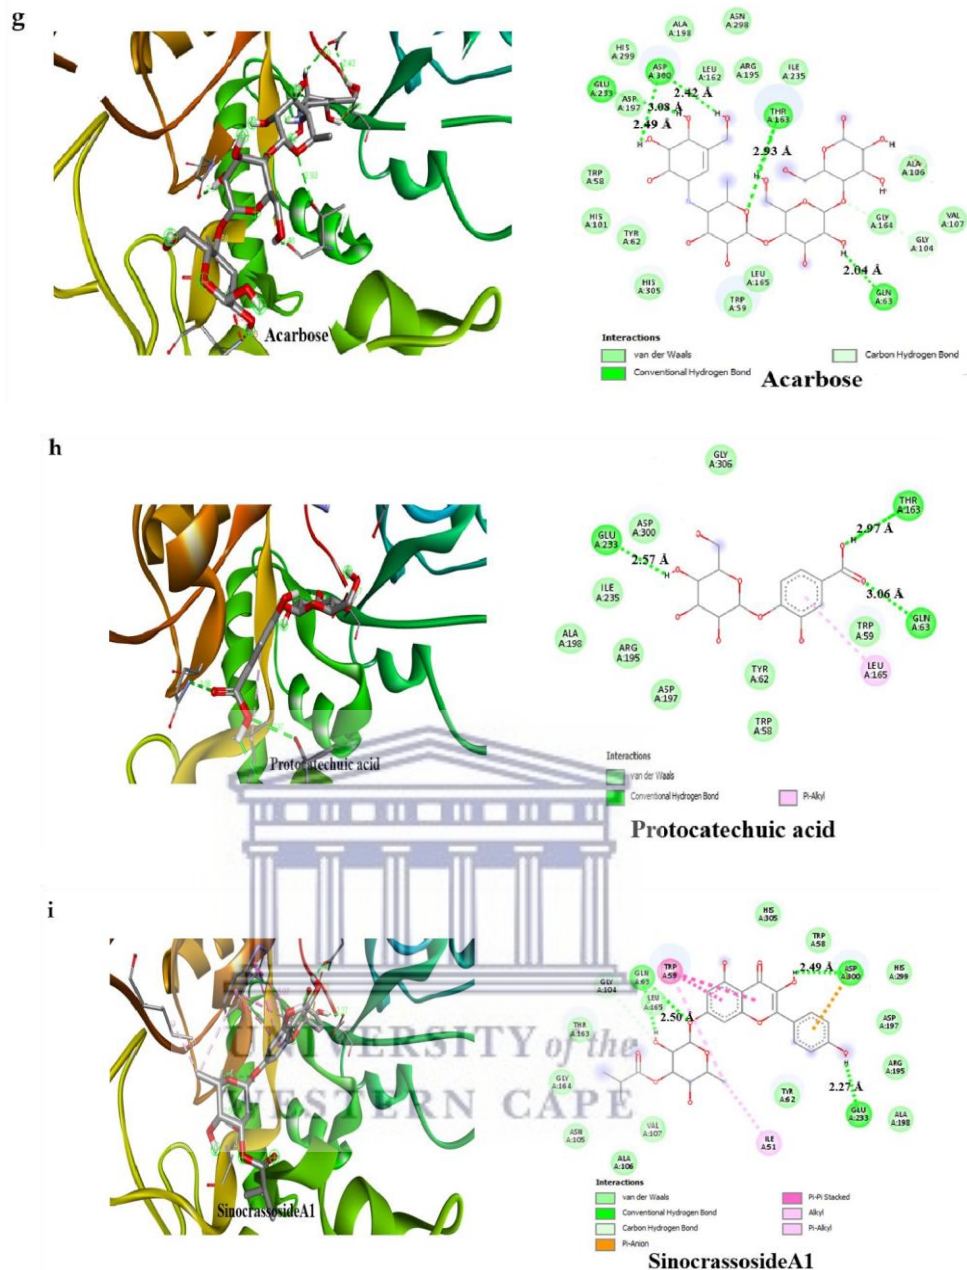 g
Acarbose
ALA
A:198
ASN
A:298
HIS
A:299
ASP
A:300
LEU
A:162
ARG
A:195
ILE
A:235
GLU
A:233
ASP
A:197
2.42 Å
3.08 Å
2.49 Å
THR
A:163
2.93 Å
TRP
A:58
ALA
A:106
HIS
A:101
TYR
A:62
GLY
A:164
VAL
A:107
GLY
A:104
HIS
A:305
LEU
A:165
TRP
A:59
2.04 Å
GLN
A:63
Interactions
van der Waals
Conventional Hydrogen Bond
Carbon Hydrogen Bond
Acarbose
h
Protocatechuic acid
GLY
A:306
THR
A:163
ASP
A:300
GLU
A:233
2.97 Å
2.57 Å
ILE
A:235
3.06 Å
GLN
A:63
TRP
A:59
ALA
A:198
ARG
A:195
TYR
A:62
LEU
A:165
ASP
A:197
TRP
A:58
Interactions
van der Waals
Conventional Hydrogen Bond
Pi-Alkyl
Protocatechuic acid
i
SinocrassosideA1
HIS
A:305
TRP
A:58
2.49 Å
ASP
A:300
HIS
A:299
TRP
A:59
GLN
A:63
GLY
A:104
LEU
A:165
2.50 Å
THR
A:163
ASP
A:197
ARG
A:195
GLY
A:164
TYR
A:62
2.27 Å
GLU
A:233
ALA
A:198
ASN
A:105
VAL
A:107
ILE
A:51
ALA
A:106
Interactions
van der Waals
Conventional Hydrogen Bond
Carbon Hydrogen Bond
Pi-Anion
Pi-Pi Stacked
Alkyl
Pi-Alkyl
SinocrassosideA1
UNIVERSITY of the
WESTERN CAPE